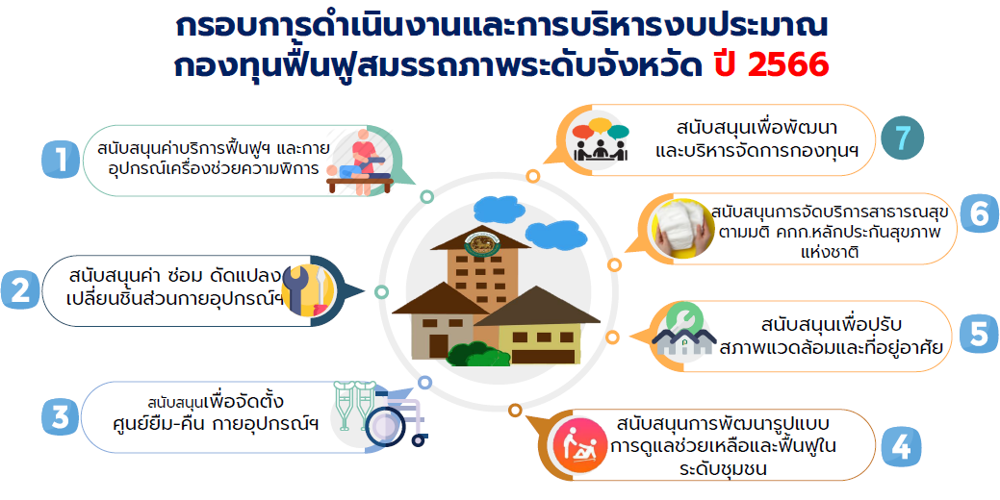 กรอบการดำเนินงานและการบริหารงบประมาณ
กองทุนฟื้นฟูสมรรถภาพระดับจังหวัด ปี 2566
1
สนับสนุนค่าบริการฟื้นฟูฯ และกาย
อุปกรณ์เครื่องช่วยความพิการ
2
สนับสนุนค่า ซ่อม ดัดแปลง
เปลี่ยนชิ้นส่วนกายอุปกรณ์ฯ
3
สนับสนุนเพื่อจัดตั้ง
ศูนย์ยืม-คืน กายอุปกรณ์ฯ
สนับสนุนการพัฒนารูปแบบ
การดูแลช่วยเหลือและฟื้นฟูใน
ระดับชุมชน
4
สนับสนุนเพื่อปรับ
สภาพแวดล้อมและที่อยู่อาศัย
5
สนับสนุนการจัดบริการสาธารณสุข
ตามมติ คกก.หลักประกันสุขภาพ
แห่งชาติ
6
สนับสนุนเพื่อพัฒนา
และบริหารจัดการกองทุนฯ
7